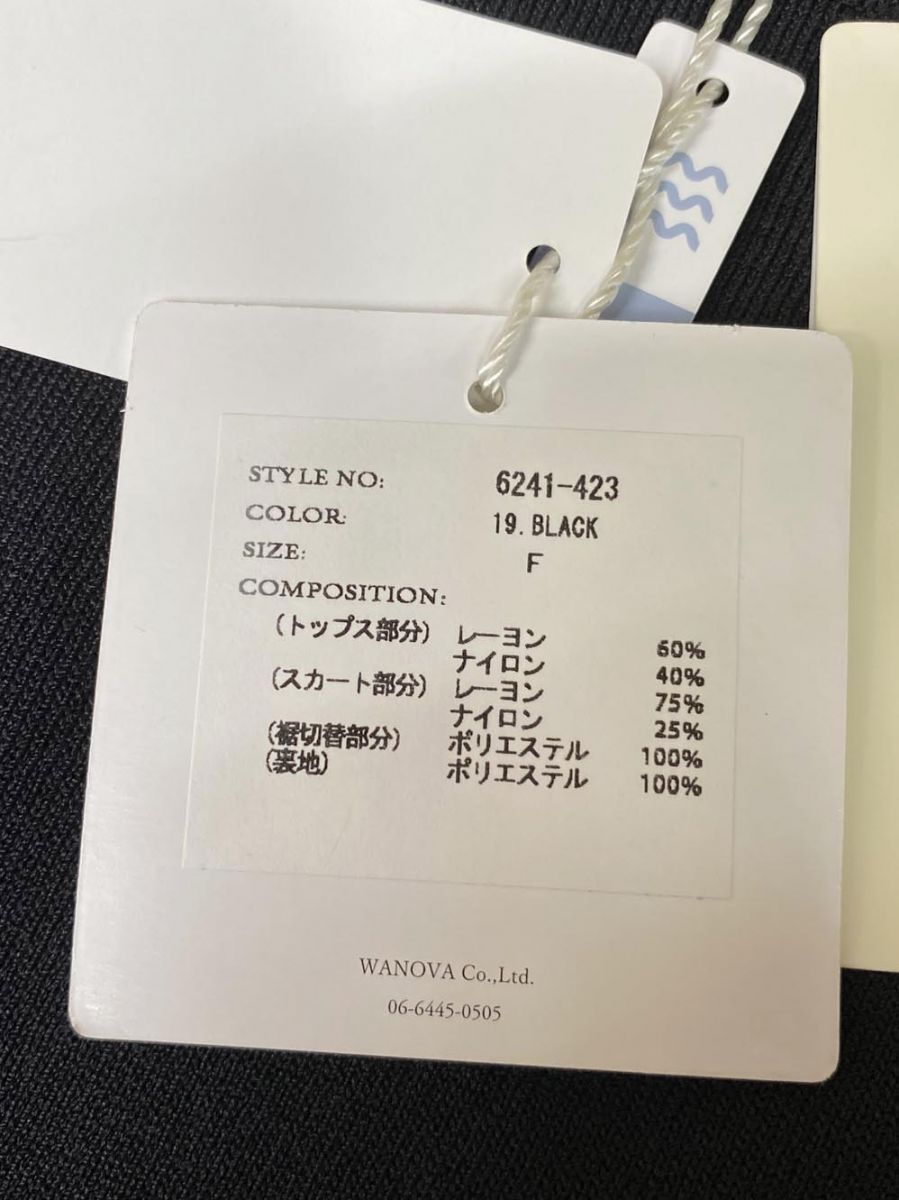 STYLE NO: 6241-423
COLOR: 19. BLACK
SIZE: F
COMPOSITION:
(トップス部分) レーヨン 60%
ナイロン 40%
(スカート部分) レーヨン 75%
ナイロン 25%
(裾切替部分) ポリエステル 100%
(裏地) ポリエステル 100%
WANOVA Co.,Ltd.
06-6445-0505